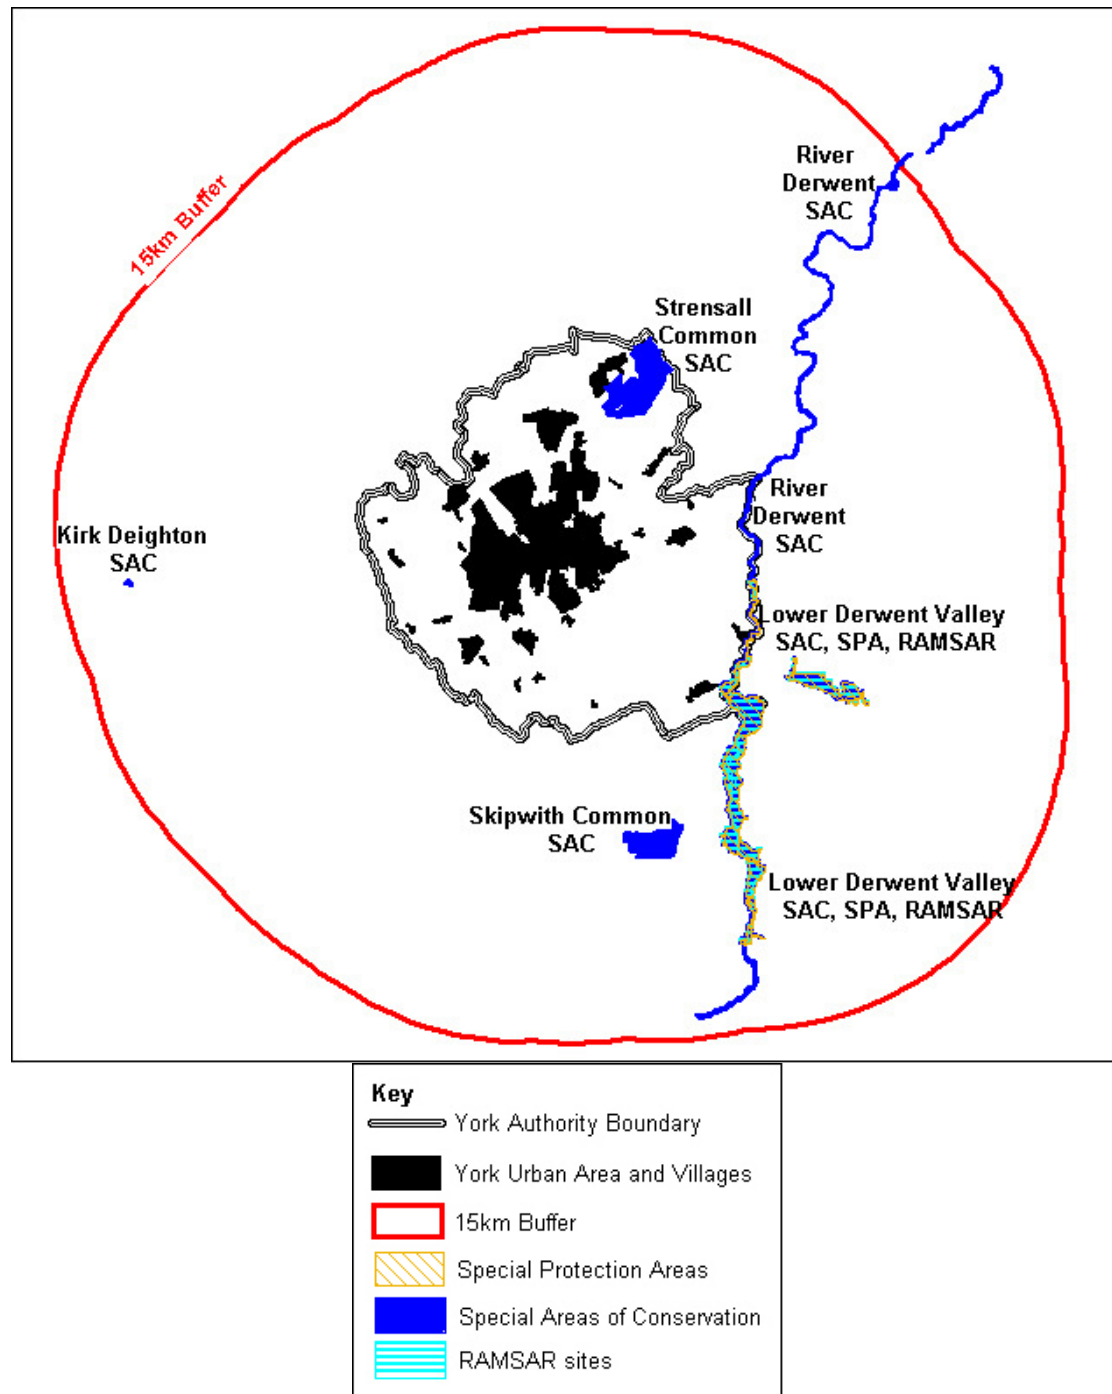 15km Buffer
River
Derwent
SAC
Strensall
Common
SAC
River
Derwent
SAC
Kirk Deighton
SAC
Lower Derwent Valley
SAC, SPA, RAMSAR
Skipwith Common
SAC
Lower Derwent Valley
SAC, SPA, RAMSAR
Key
York Authority Boundary
York Urban Area and Villages
15km Buffer
Special Protection Areas
Special Areas of Conservation
RAMSAR sites